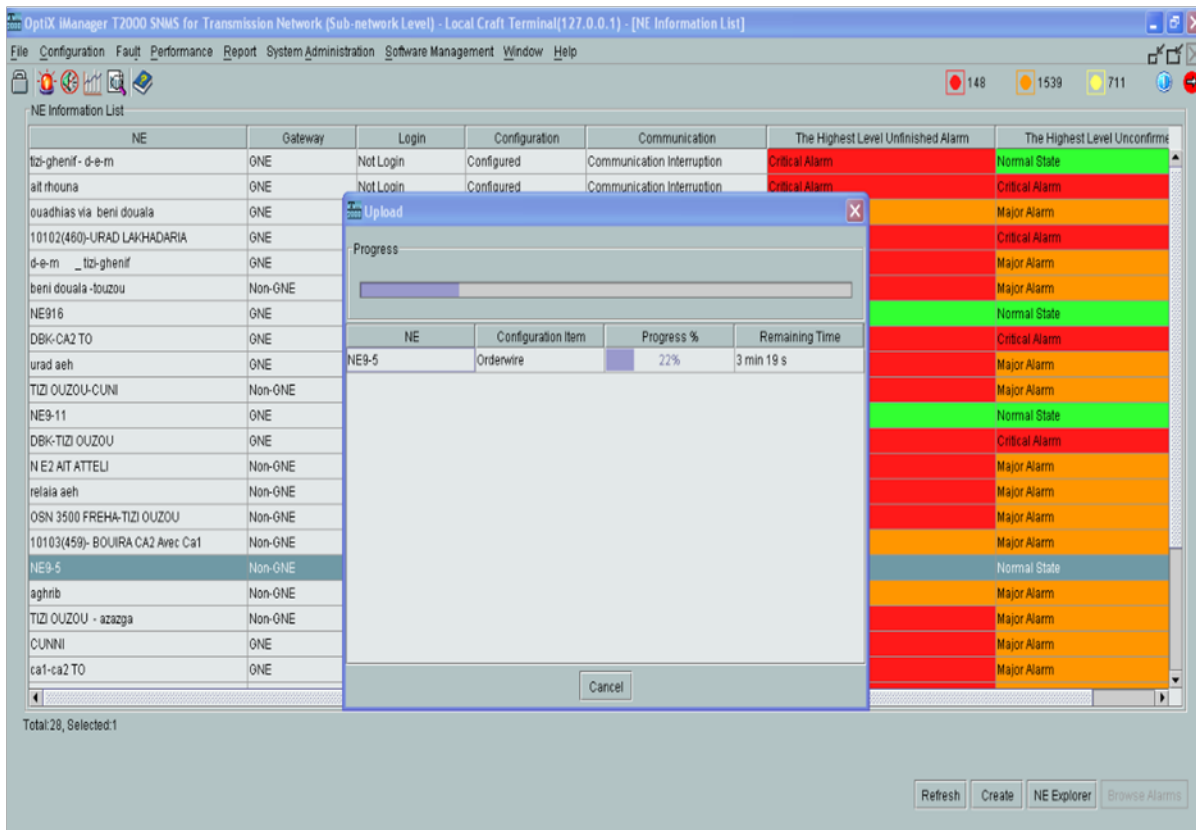 OptiX iManager T2000 SNMS for Transmission Network (Sub-network Level) - Local Craft Terminal(127.0.0.1) - [NE Information List]
File Configuration Fault Performance Report System Administration Software Management Window Help
148 1539 711
NE Information List
NE Gateway Login Configuration Communication The Highest Level Unfinished Alarm The Highest Level Unconfirme
tizi-ghenif - d-e-m GNE Not Login Configured Communication Interruption Critical Alarm Normal State
ait rhouna GNE Not Login Configured Communication Interruption Critical Alarm Critical Alarm
ouadhias via beni douala GNE Major Alarm
10102(460)-URAD LAKHADARIA GNE Critical Alarm
d-e-m _ tizi-ghenif GNE Major Alarm
beni douala -touzou Non-GNE Major Alarm
NE916 GNE Normal State
DBK-CA2 TO GNE Critical Alarm
urad aeh GNE Major Alarm
TIZI OUZOU-CUNI Non-GNE Major Alarm
NE9-11 GNE Normal State
DBK-TIZI OUZOU GNE Critical Alarm
N E2 AIT ATTELI Non-GNE Major Alarm
relaia aeh Non-GNE Major Alarm
OSN 3500 FREHA-TIZI OUZOU Non-GNE Major Alarm
10103(459)- BOUIRA CA2 Avec Ca1 Non-GNE Major Alarm
NE9-5 Non-GNE Normal State
aghrib Non-GNE Major Alarm
TIZI OUZOU - azazga Non-GNE Major Alarm
CUNNI GNE Major Alarm
ca1-ca2 TO GNE Major Alarm
Upload
Progress
NE Configuration Item Progress % Remaining Time
NE9-5 Orderwire 22% 3 min 19 s
Cancel
Total:28, Selected:1
Refresh Create NE Explorer Browse Alarms